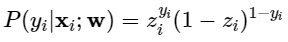 P(y_i|𝐱_i; 𝐰) = z_i^{y_i}(1 − z_i)^{1−y_i}